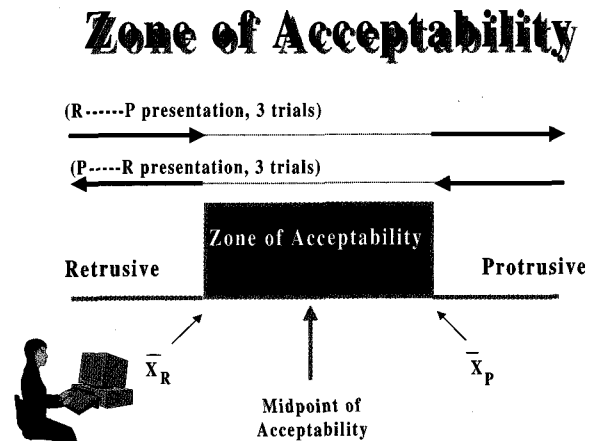 Zone of Acceptability
(R------P presentation, 3 trials)
(P-----R presentation, 3 trials)
Zone of Acceptability
Retrusive
Protrusive
X̄R
X̄P
Midpoint of
Acceptability